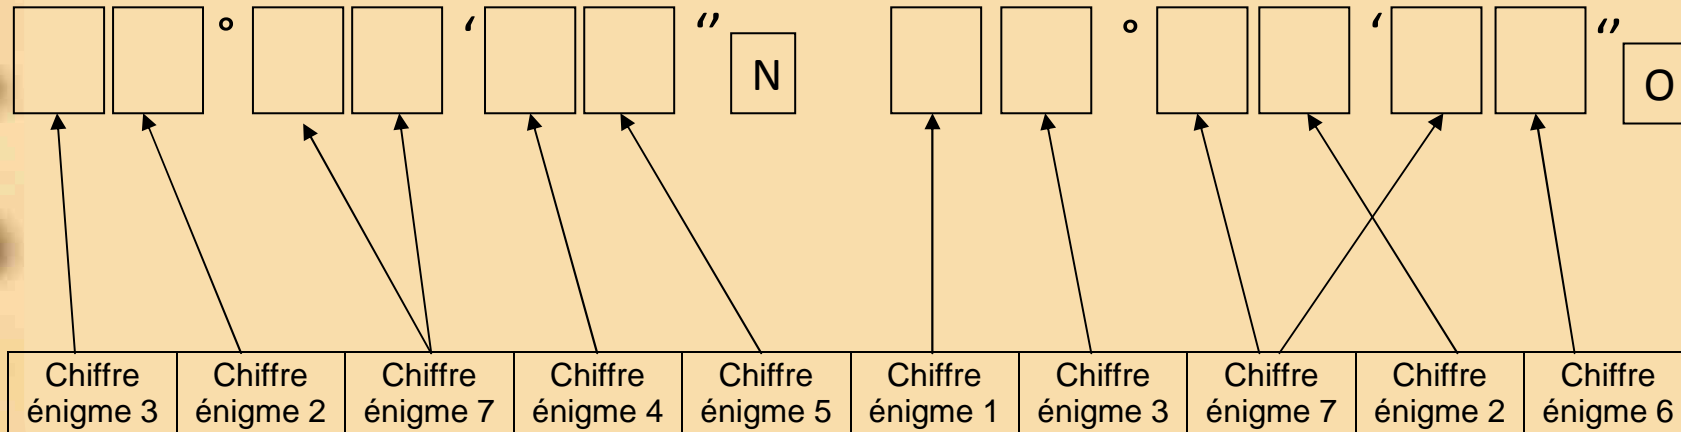 ° ‘ “ N ° ‘ “ O
Chiffre énigme 3
Chiffre énigme 2
Chiffre énigme 7
Chiffre énigme 4
Chiffre énigme 5
Chiffre énigme 1
Chiffre énigme 3
Chiffre énigme 7
Chiffre énigme 2
Chiffre énigme 6